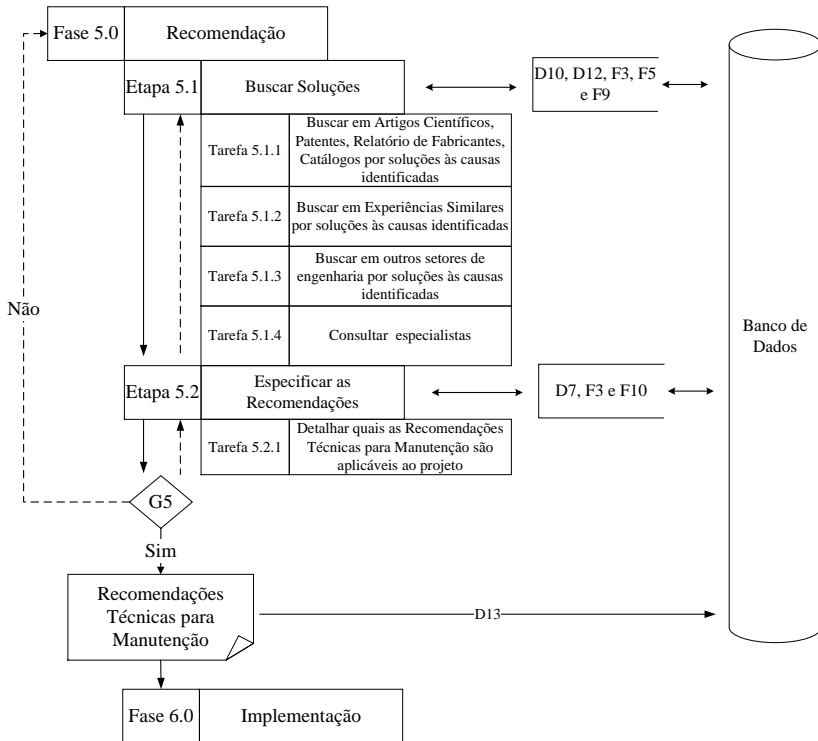 Fase 5.0
Recomendação
Etapa 5.1
Buscar Soluções
D10, D12, F3, F5
e F9
Tarefa 5.1.1
Buscar em Artigos Científicos,
Patentes, Relatório de Fabricantes,
Catálogos por soluções às causas
identificadas
Tarefa 5.1.2
Buscar em Experiências Similares
por soluções às causas identificadas
Tarefa 5.1.3
Buscar em outros setores de
engenharia por soluções às causas
identificadas
Não
Tarefa 5.1.4
Consultar especialistas
Banco de
Dados
Etapa 5.2
Especificar as
Recomendações
D7, F3 e F10
Tarefa 5.2.1
Detalhar quais as Recomendações
Técnicas para Manutenção são
aplicáveis ao projeto
G5
Sim
Recomendações
Técnicas para
Manutenção
D13
Fase 6.0
Implementação